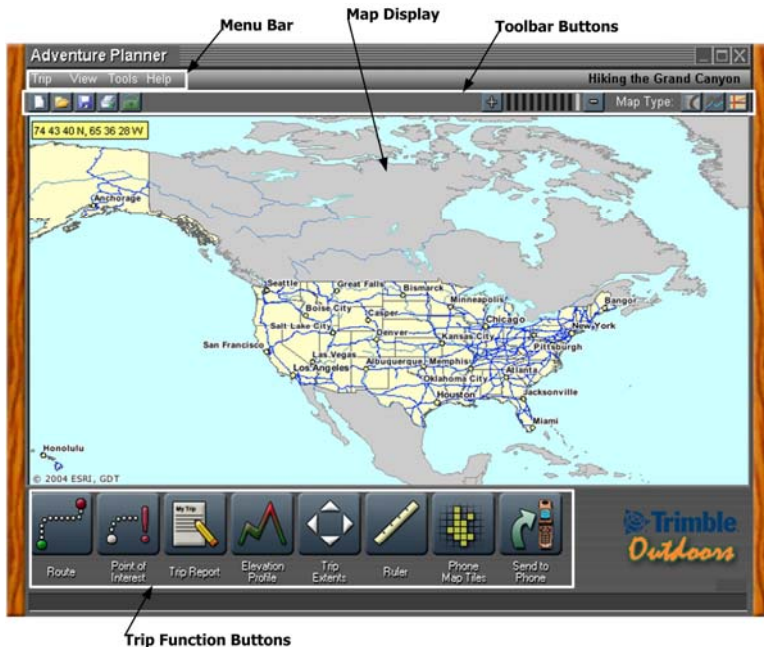 Menu Bar
Map Display
Toolbar Buttons
Adventure Planner
Trip View Tools Help
Hiking the Grand Canyon
Map Type:
74 43 40 N, 65 36 28 W
Anchorage
Seattle
Great Falls
Bismarck
Minneapolis
Bangor
Boise City
Casper
Chicago
New York
Salt Lake City
Denver
Kansas City
Pittsburgh
San Francisco
Las Vegas
Albuquerque
Memphis
Los Angeles
Oklahoma City
Atlanta
Houston
Jacksonville
Miami
Honolulu
© 2004 ESRI, GDT
My Trip
Route
Point of
Interest
Trip Report
Elevation
Profile
Trip
Extents
Ruler
Phone
Map Tiles
Send to
Phone
Trimble
Outdoors
Trip Function Buttons